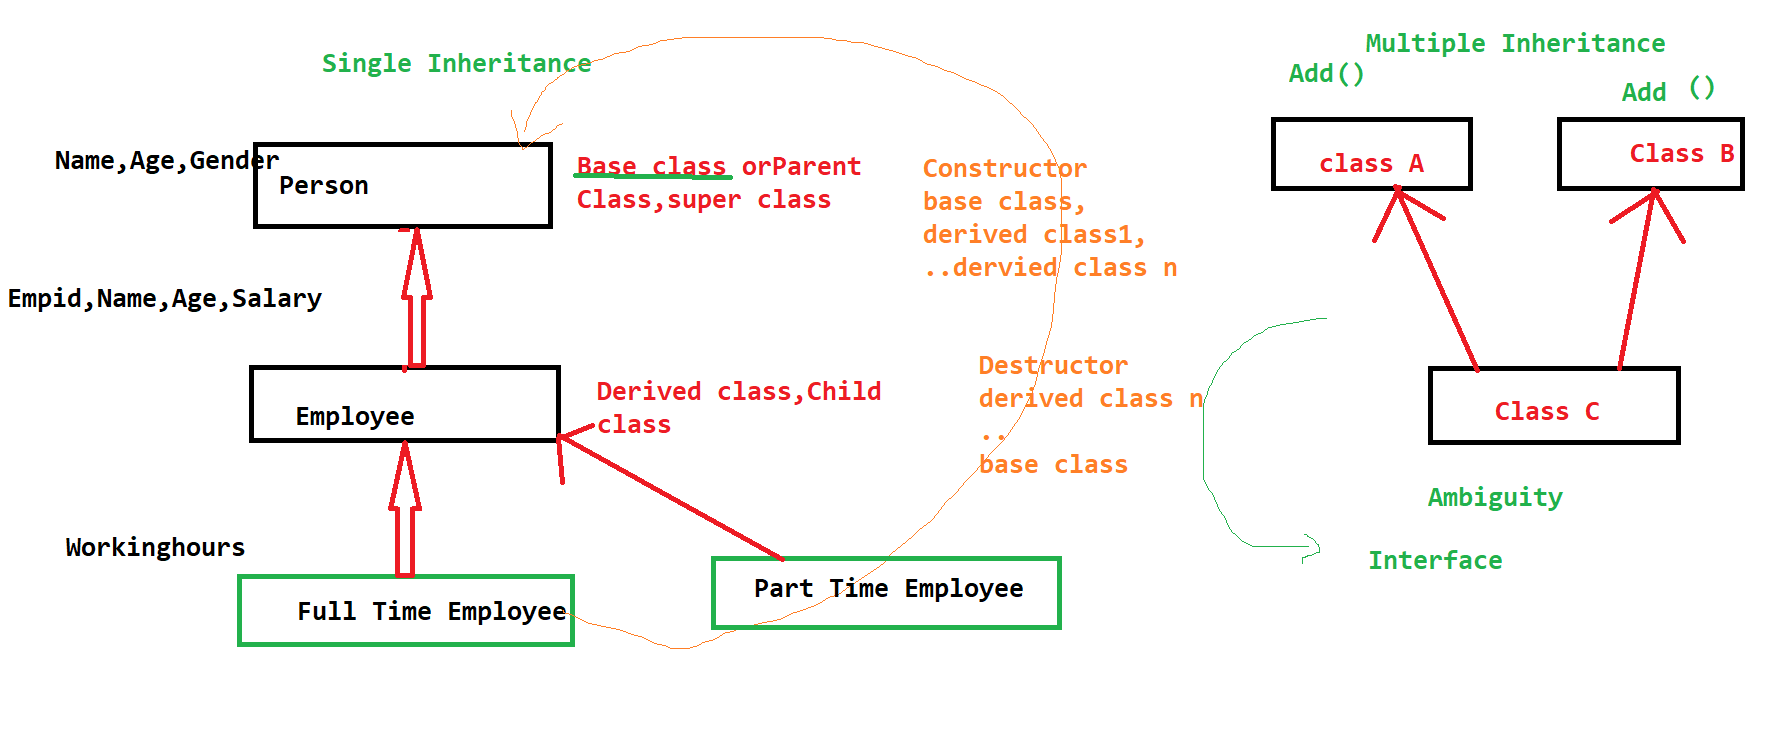 Single Inheritance
Name,Age,Gender
Person
Base class orParent
Class,super class
Empid,Name,Age,Salary
Employee
Derived class,Child
class
Workinghours
Full Time Employee
Part Time Employee
Constructor
base class,
derived class1,
..dervied class n
Destructor
derived class n
..
base class
Multiple Inheritance
Add()
Add ()
class A
Class B
Class C
Ambiguity
Interface